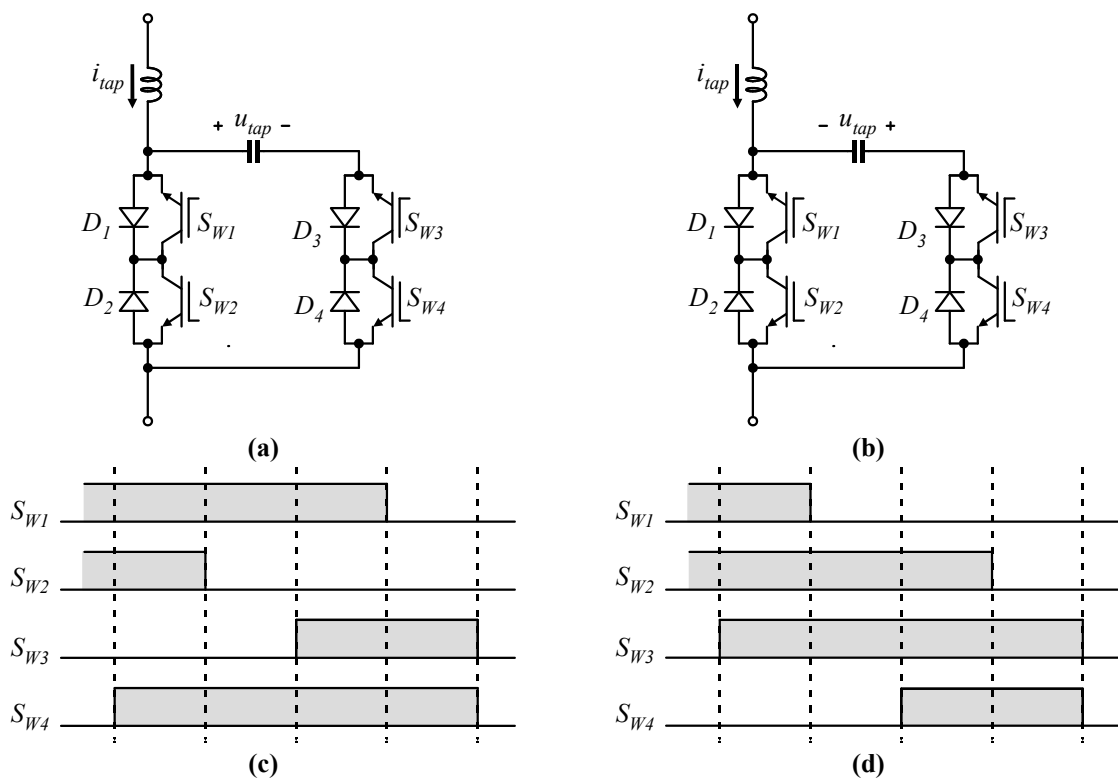 i_tap
i_tap
+ u_tap -
- u_tap +
D_1 S_W1 D_3 S_W3
D_1 S_W1 D_3 S_W3
D_2 S_W2 D_4 S_W4
D_2 S_W2 D_4 S_W4
(a)
(b)
S_W1
S_W2
S_W3
S_W4
(c)
S_W1
S_W2
S_W3
S_W4
(d)